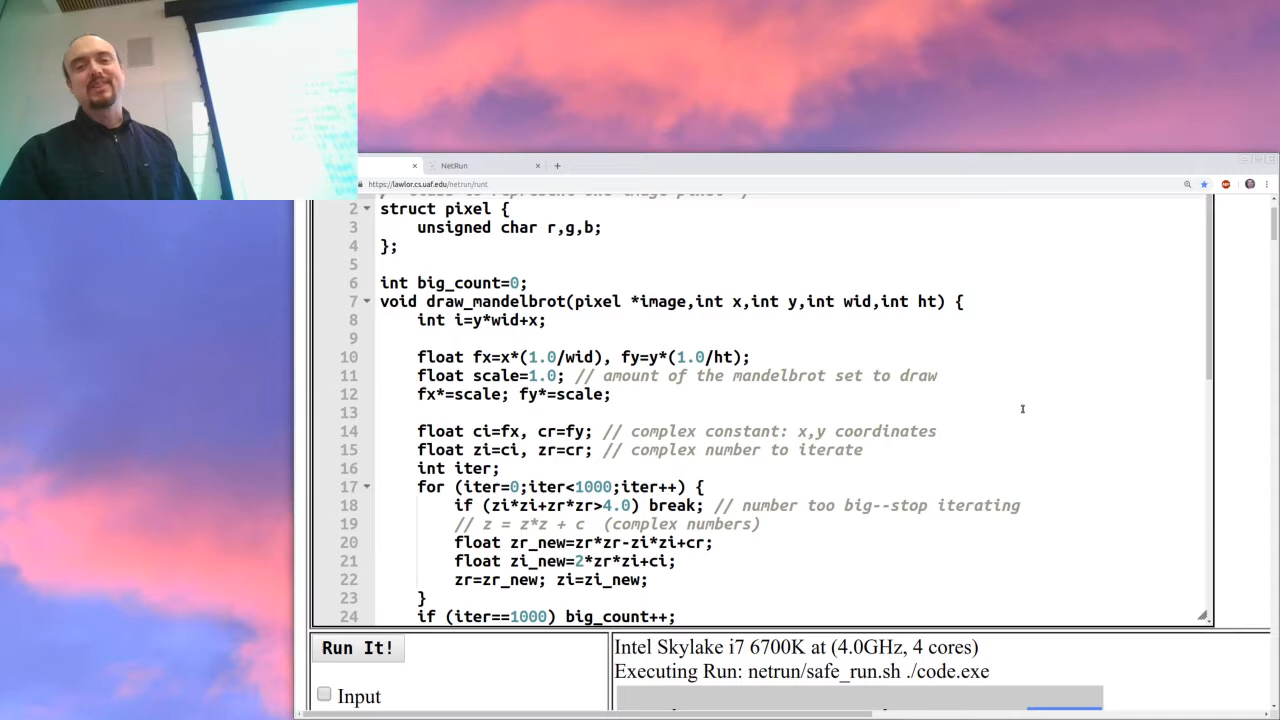 NetRun
https://lawlor.cs.uaf.edu/netrun/runt
2 struct pixel {
3 unsigned char r,g,b;
4 };
5
6 int big_count=0;
7 void draw_mandelbrot(pixel *image,int x,int y,int wid,int ht) {
8 int i=y*wid+x;
9
10 float fx=x*(1.0/wid), fy=y*(1.0/ht);
11 float scale=1.0; // amount of the mandelbrot set to draw
12 fx*=scale; fy*=scale;
13
14 float ci=fx, cr=fy; // complex constant: x,y coordinates
15 float zi=ci, zr=cr; // complex number to iterate
16 int iter;
17 for (iter=0;iter<1000;iter++) {
18 if (zi*zi+zr*zr>4.0) break; // number too big--stop iterating
19 // z = z*z + c (complex numbers)
20 float zr_new=zr*zr-zi*zi+cr;
21 float zi_new=2*zr*zi+ci;
22 zr=zr_new; zi=zi_new;
23 }
24 if (iter==1000) big_count++;
Run It!
Input
Intel Skylake i7 6700K at (4.0GHz, 4 cores)
Executing Run: netrun/safe_run.sh ./code.exe